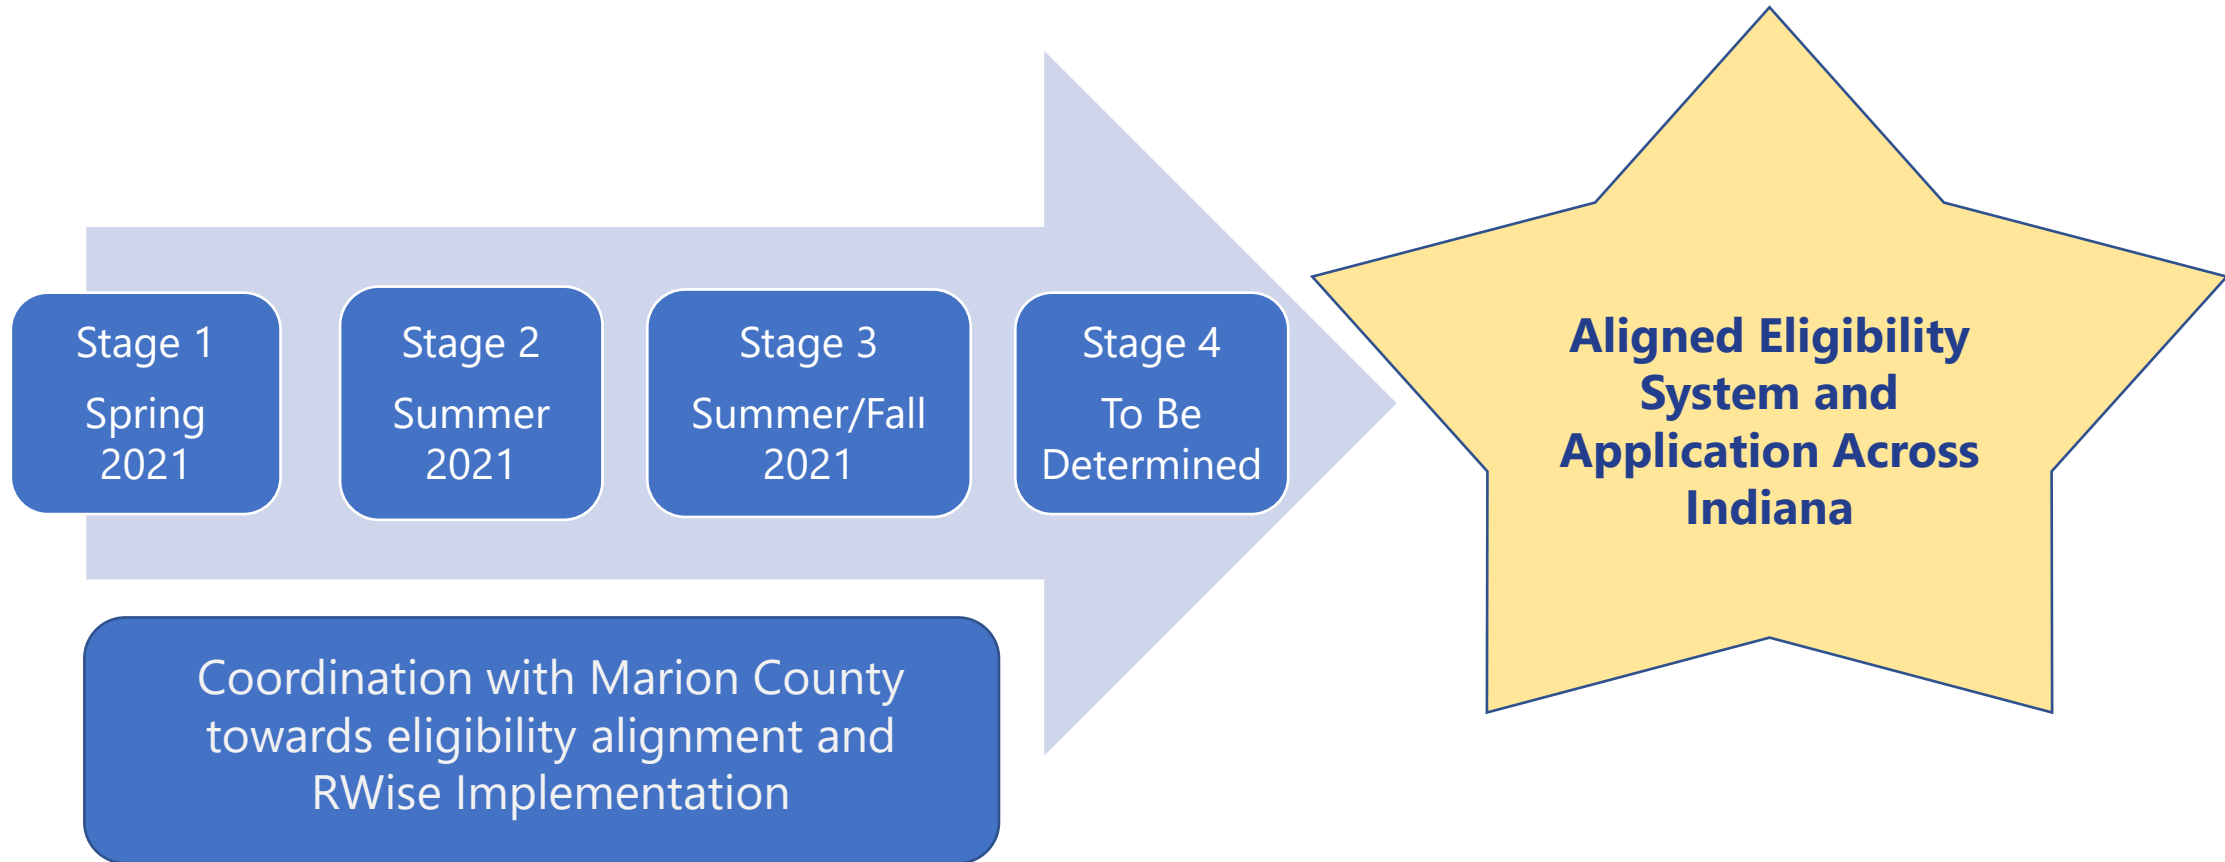 Stage 1
Spring
2021
Stage 2
Summer
2021
Stage 3
Summer/Fall
2021
Stage 4
To Be
Determined
Aligned Eligibility
System and
Application Across
Indiana
Coordination with Marion County
towards eligibility alignment and
RWise Implementation